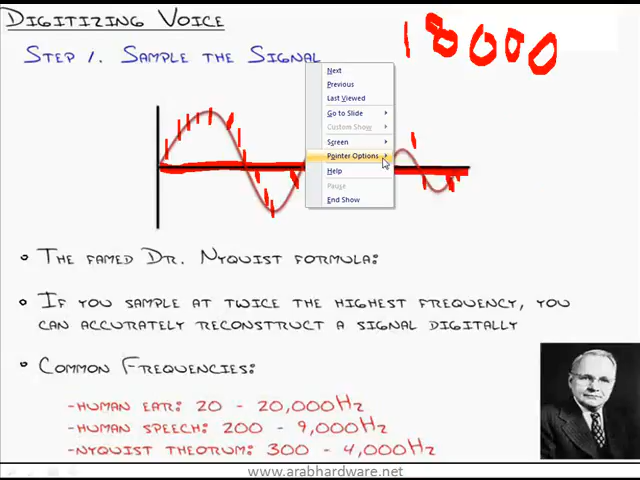 Digitizing Voice
18000
Step 1. Sample the Signal
Next
Previous
Last Viewed
Go to Slide
Custom Show
Screen
Pointer Options
Help
Pause
End Show
• The famed Dr. Nyquist formula:
• If you sample at twice the highest frequency, you
can accurately reconstruct a signal digitally
• Common Frequencies:
-Human ear: 20 - 20,000Hz
-Human speech: 200 - 9,000Hz
-Nyquist Theorum: 300 - 4,000Hz
www.arabhardware.net